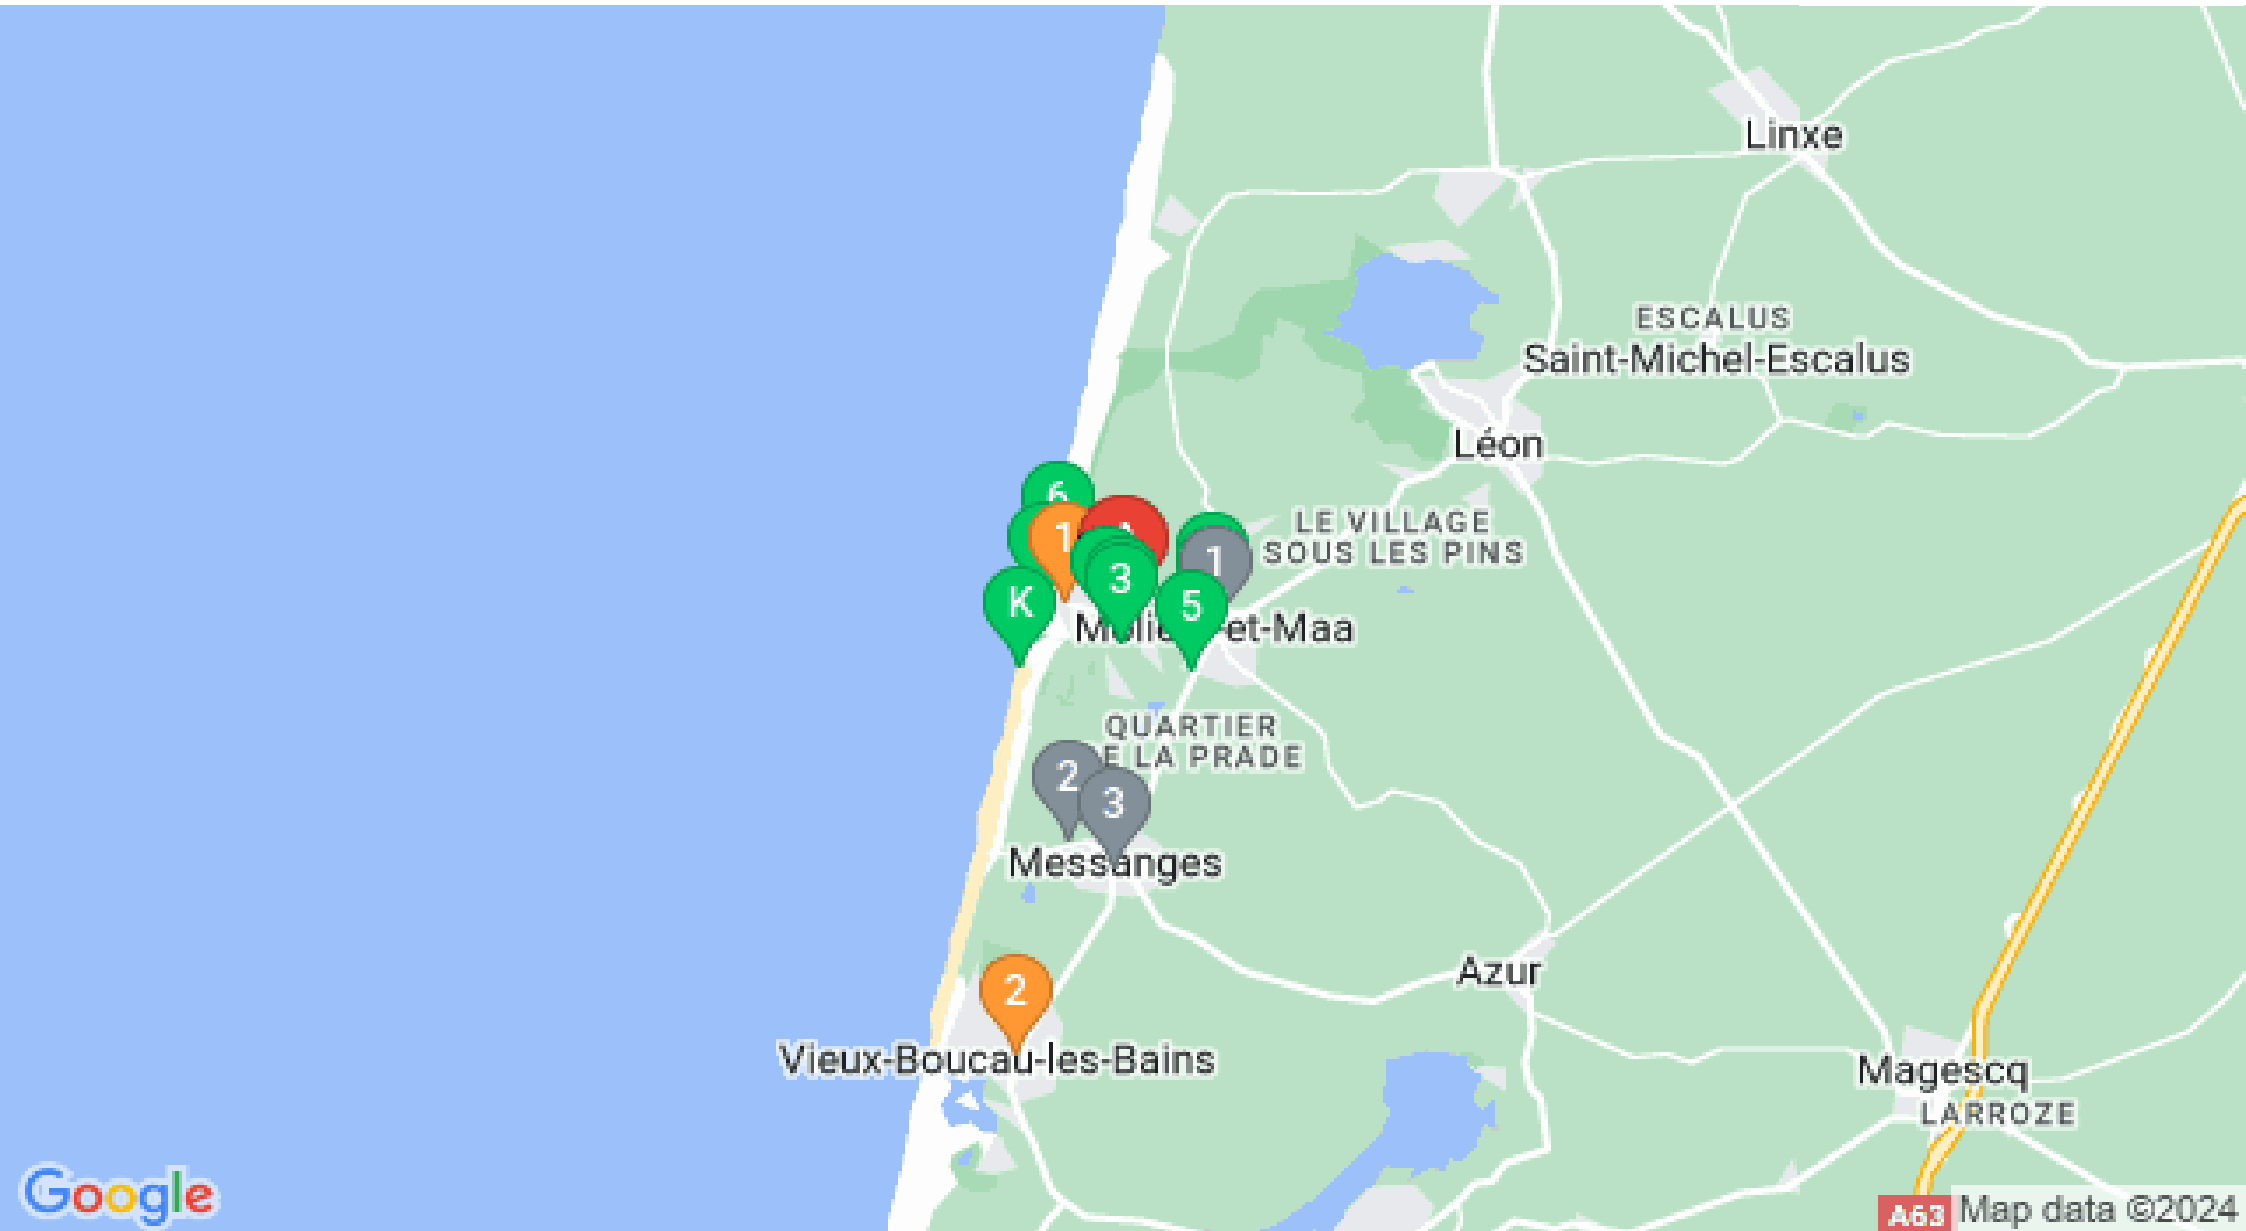 Linxe
ESCALUS
Saint-Michel-Escalus
Léon
6
1
LE VILLAGE
SOUS LES PINS
1
3
K
5
et-Maa
QUARTIER
E LA PRADE
2
3
Messanges
Azur
2
Vieux-Boucau-les-Bains
Magescq
LARROZE
Google
A63
Map data ©2024